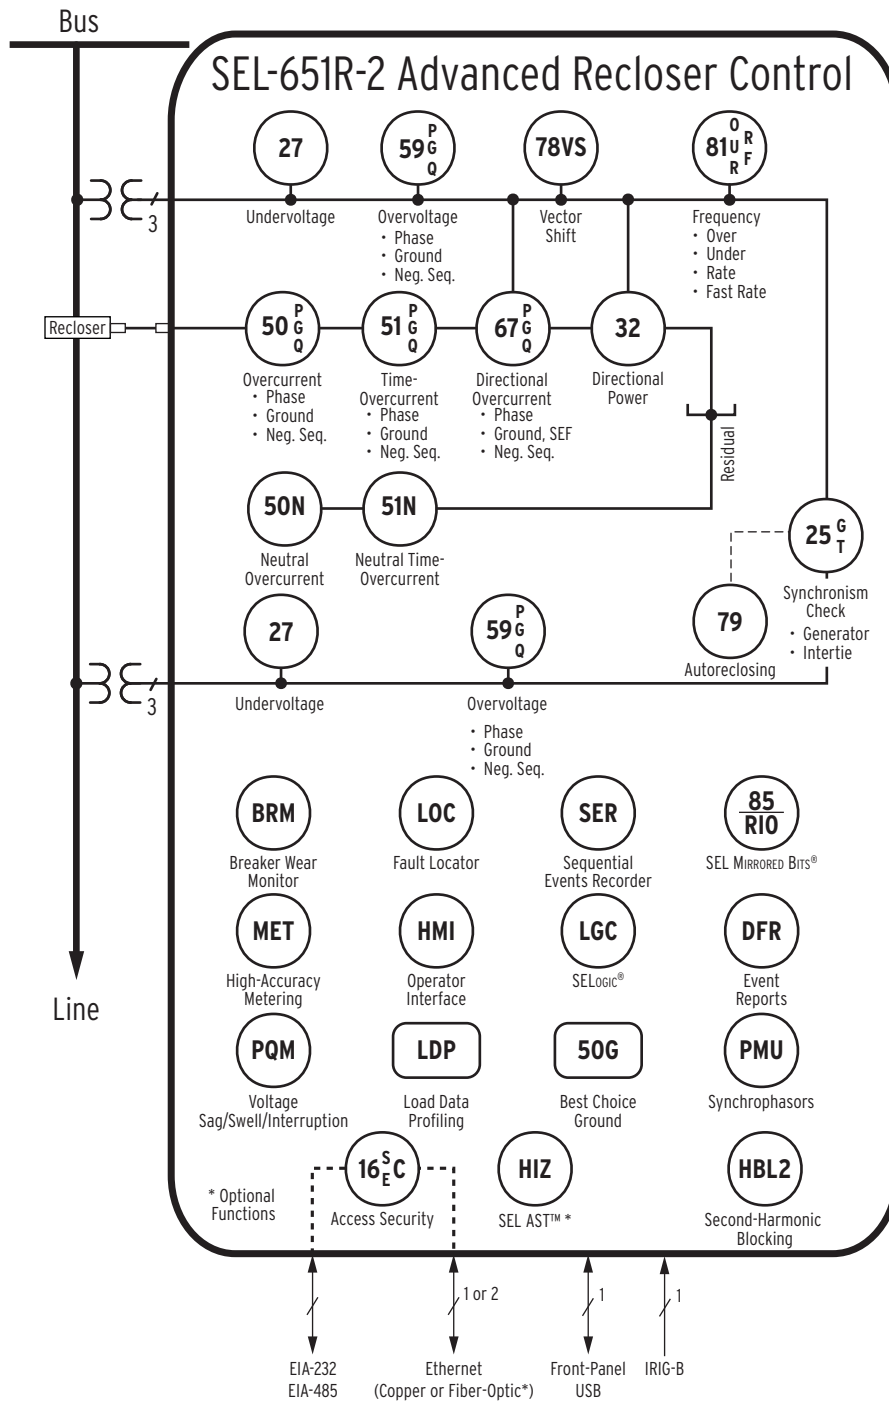 Bus
SEL-651R-2 Advanced Recloser Control
27
59 P G Q
78VS
81 O U R R F
3
Undervoltage
Overvoltage
· Phase
· Ground
· Neg. Seq.
Vector
Shift
Frequency
· Over
· Under
· Rate
· Fast Rate
Recloser
50 P G Q
51 P G Q
67 P G Q
32
Overcurrent
· Phase
· Ground
· Neg. Seq.
Time-
Overcurrent
· Phase
· Ground
· Neg. Seq.
Directional
Overcurrent
· Phase
· Ground, SEF
· Neg. Seq.
Directional
Power
Residual
50N
51N
Neutral
Overcurrent
Neutral Time-
Overcurrent
25 G T
Synchronism
Check
· Generator
· Intertie
27
59 P G Q
79
Autoreclosing
3
Undervoltage
Overvoltage
· Phase
· Ground
· Neg. Seq.
BRM
LOC
SER
85
RIO
Breaker Wear
Monitor
Fault Locator
Sequential
Events Recorder
SEL MIRRORED BITS®
MET
HMI
LGC
DFR
High-Accuracy
Metering
Operator
Interface
SELOGIC®
Event
Reports
Line
PQM
LDP
50G
PMU
Voltage
Sag/Swell/Interruption
Load Data
Profiling
Best Choice
Ground
Synchrophasors
16 S E C
HIZ
HBL2
* Optional
Functions
Access Security
SEL AST™ *
Second-Harmonic
Blocking
1 or 2
1
1
EIA-232
EIA-485
Ethernet
(Copper or Fiber-Optic*)
Front-Panel
USB
IRIG-B